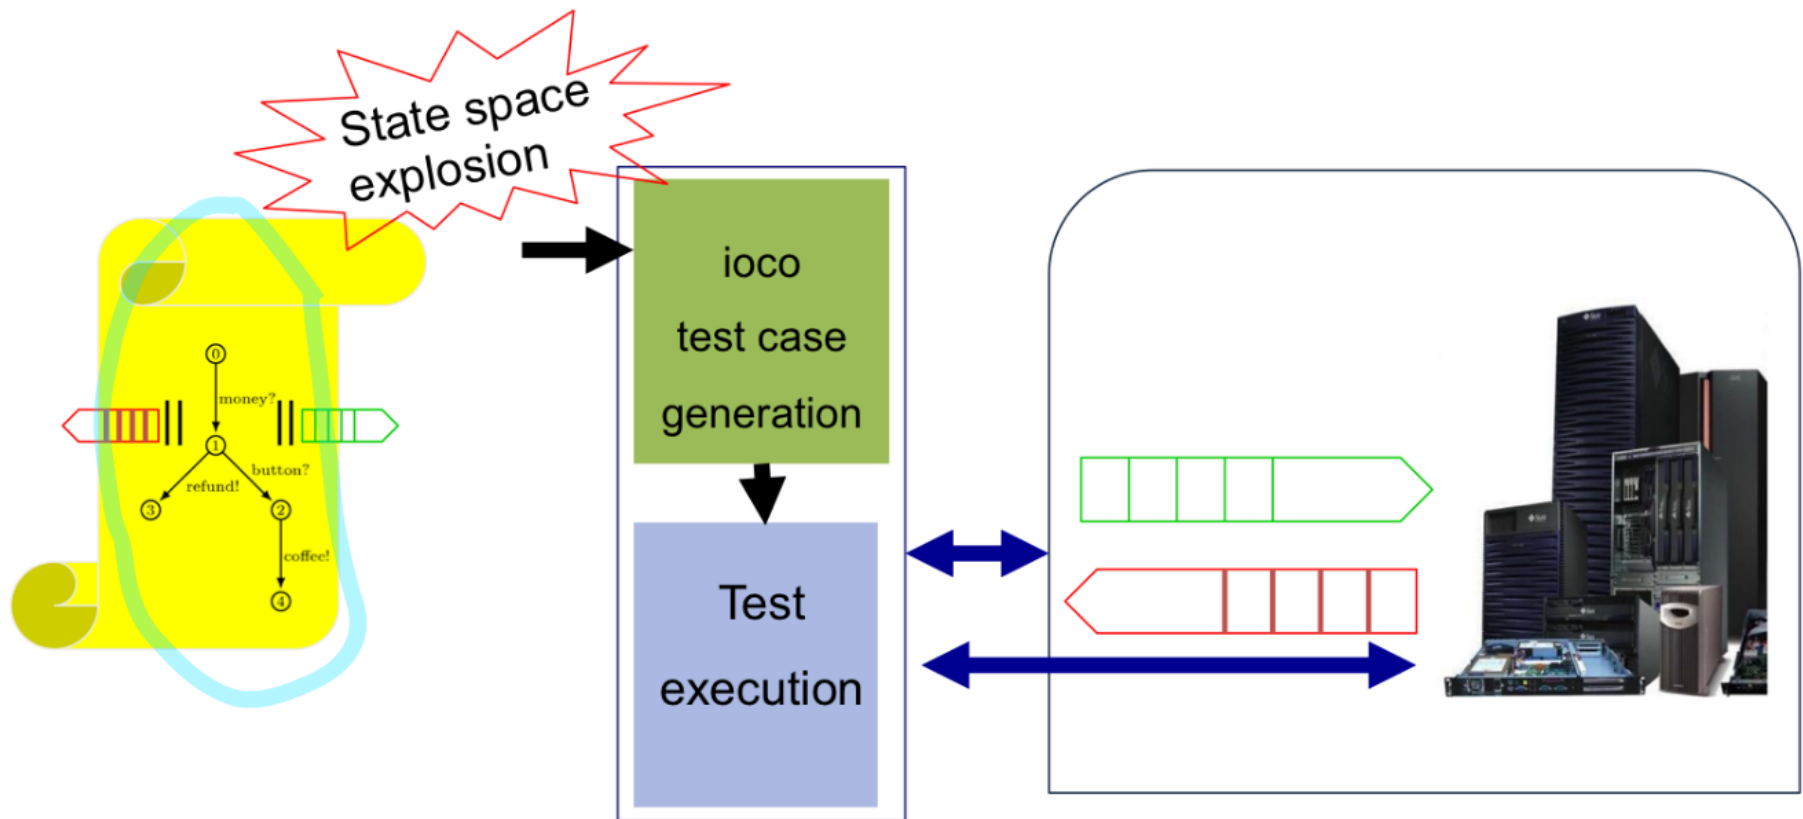 State space
explosion
0
money?
1
button?
refund!
3
2
coffee!
4
ioco
test case
generation
Test
execution